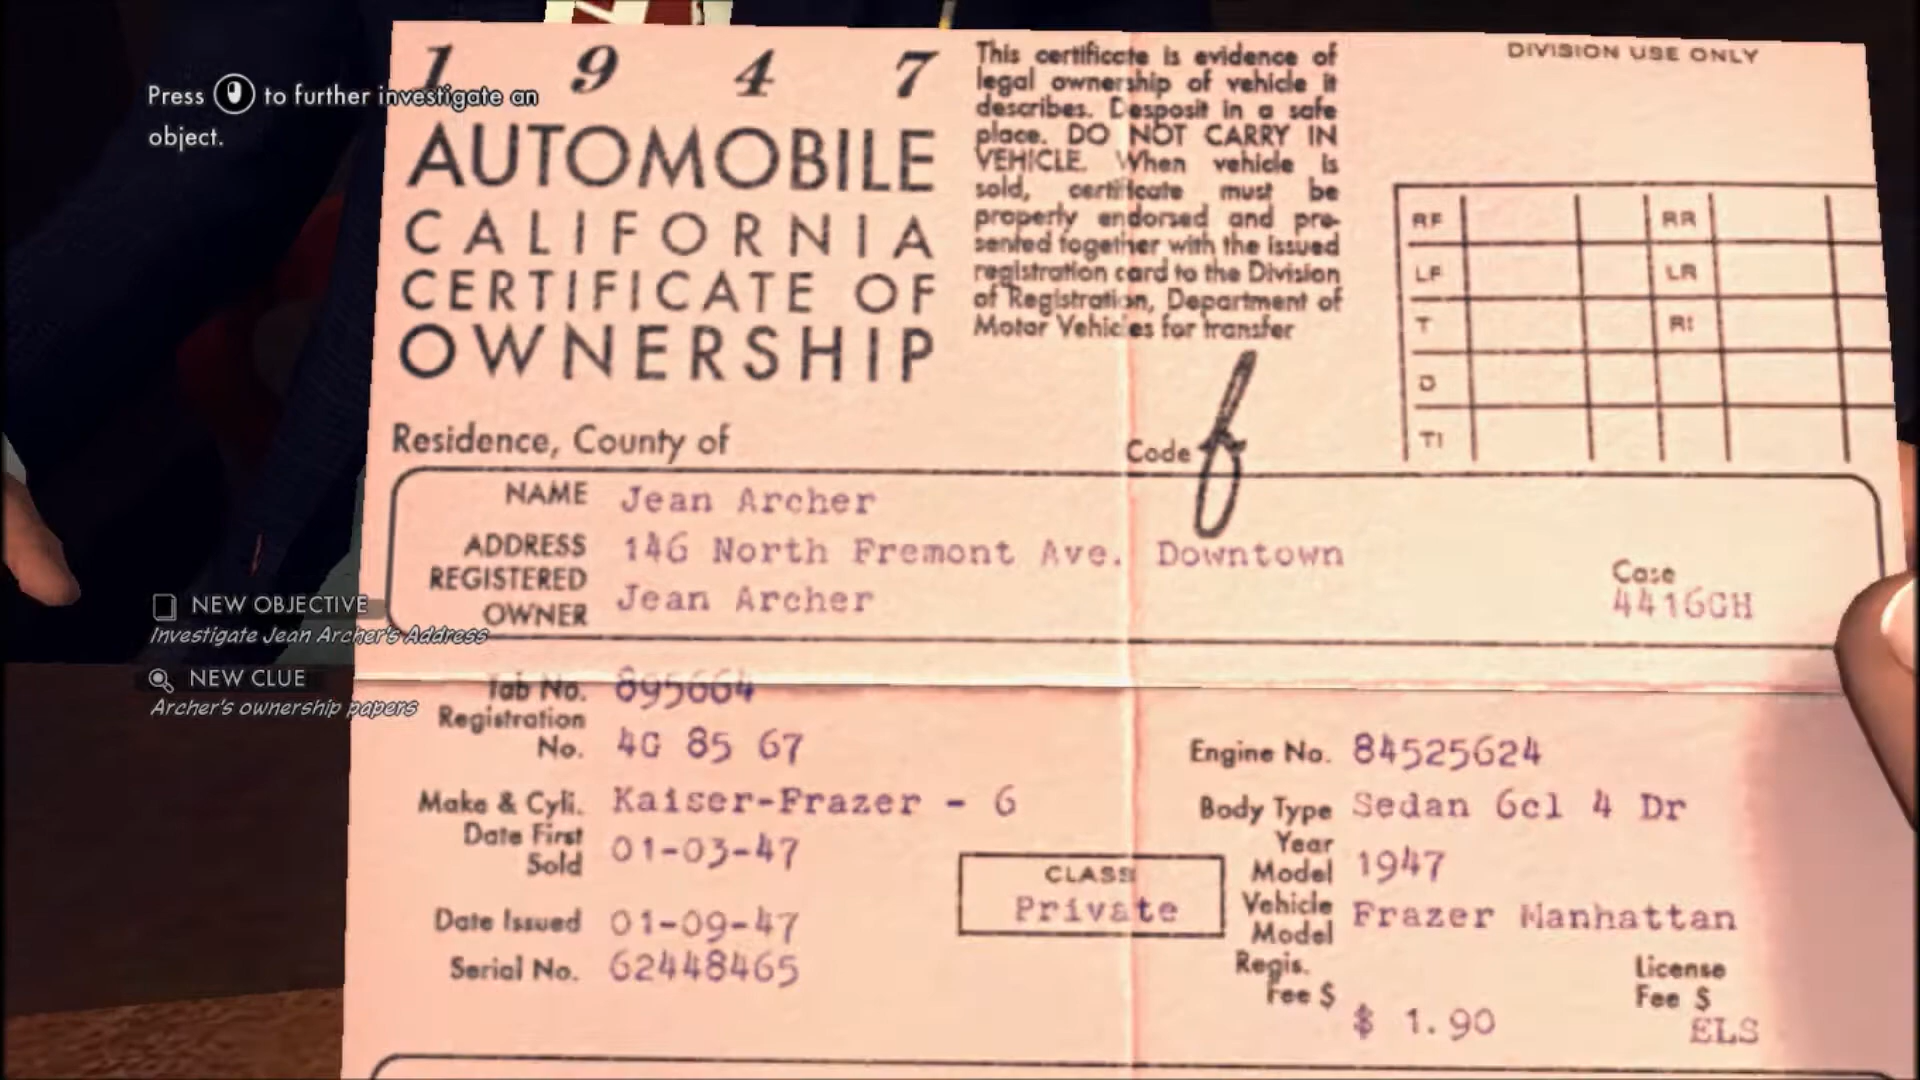 Press to further investigate an
object.
NEW OBJECTIVE
Investigate Jean Archer's Address
NEW CLUE
Archer's ownership papers
1 9 4 7
AUTOMOBILE
CALIFORNIA
CERTIFICATE OF
OWNERSHIP
This certificate is evidence of
legal ownership of vehicle it
describes. Desposit in a safe
place. DO NOT CARRY IN
VEHICLE. When vehicle is
sold, certificate must be
properly endorsed and pre-
sented together with the issued
registration card to the Division
of Registration, Department of
Motor Vehicles for transfer
DIVISION USE ONLY
RF RR
LF LR
T RI
D
TI
Residence, County of
Code
NAME Jean Archer
ADDRESS 146 North Fremont Ave. Downtown
REGISTERED
OWNER Jean Archer
Case
4416GH
Tab No. 895664
Registration
No. 4G 85 67
Make & Cyli. Kaiser-Frazer - 6
Date First
Sold 01-03-47
Date Issued 01-09-47
Serial No. 62448465
CLASS
Private
Engine No. 84525624
Body Type Sedan 6cl 4 Dr
Year
Model 1947
Vehicle
Model Frazer Manhattan
Regis.
Fee $
$ 1.90
License
Fee $
ELS